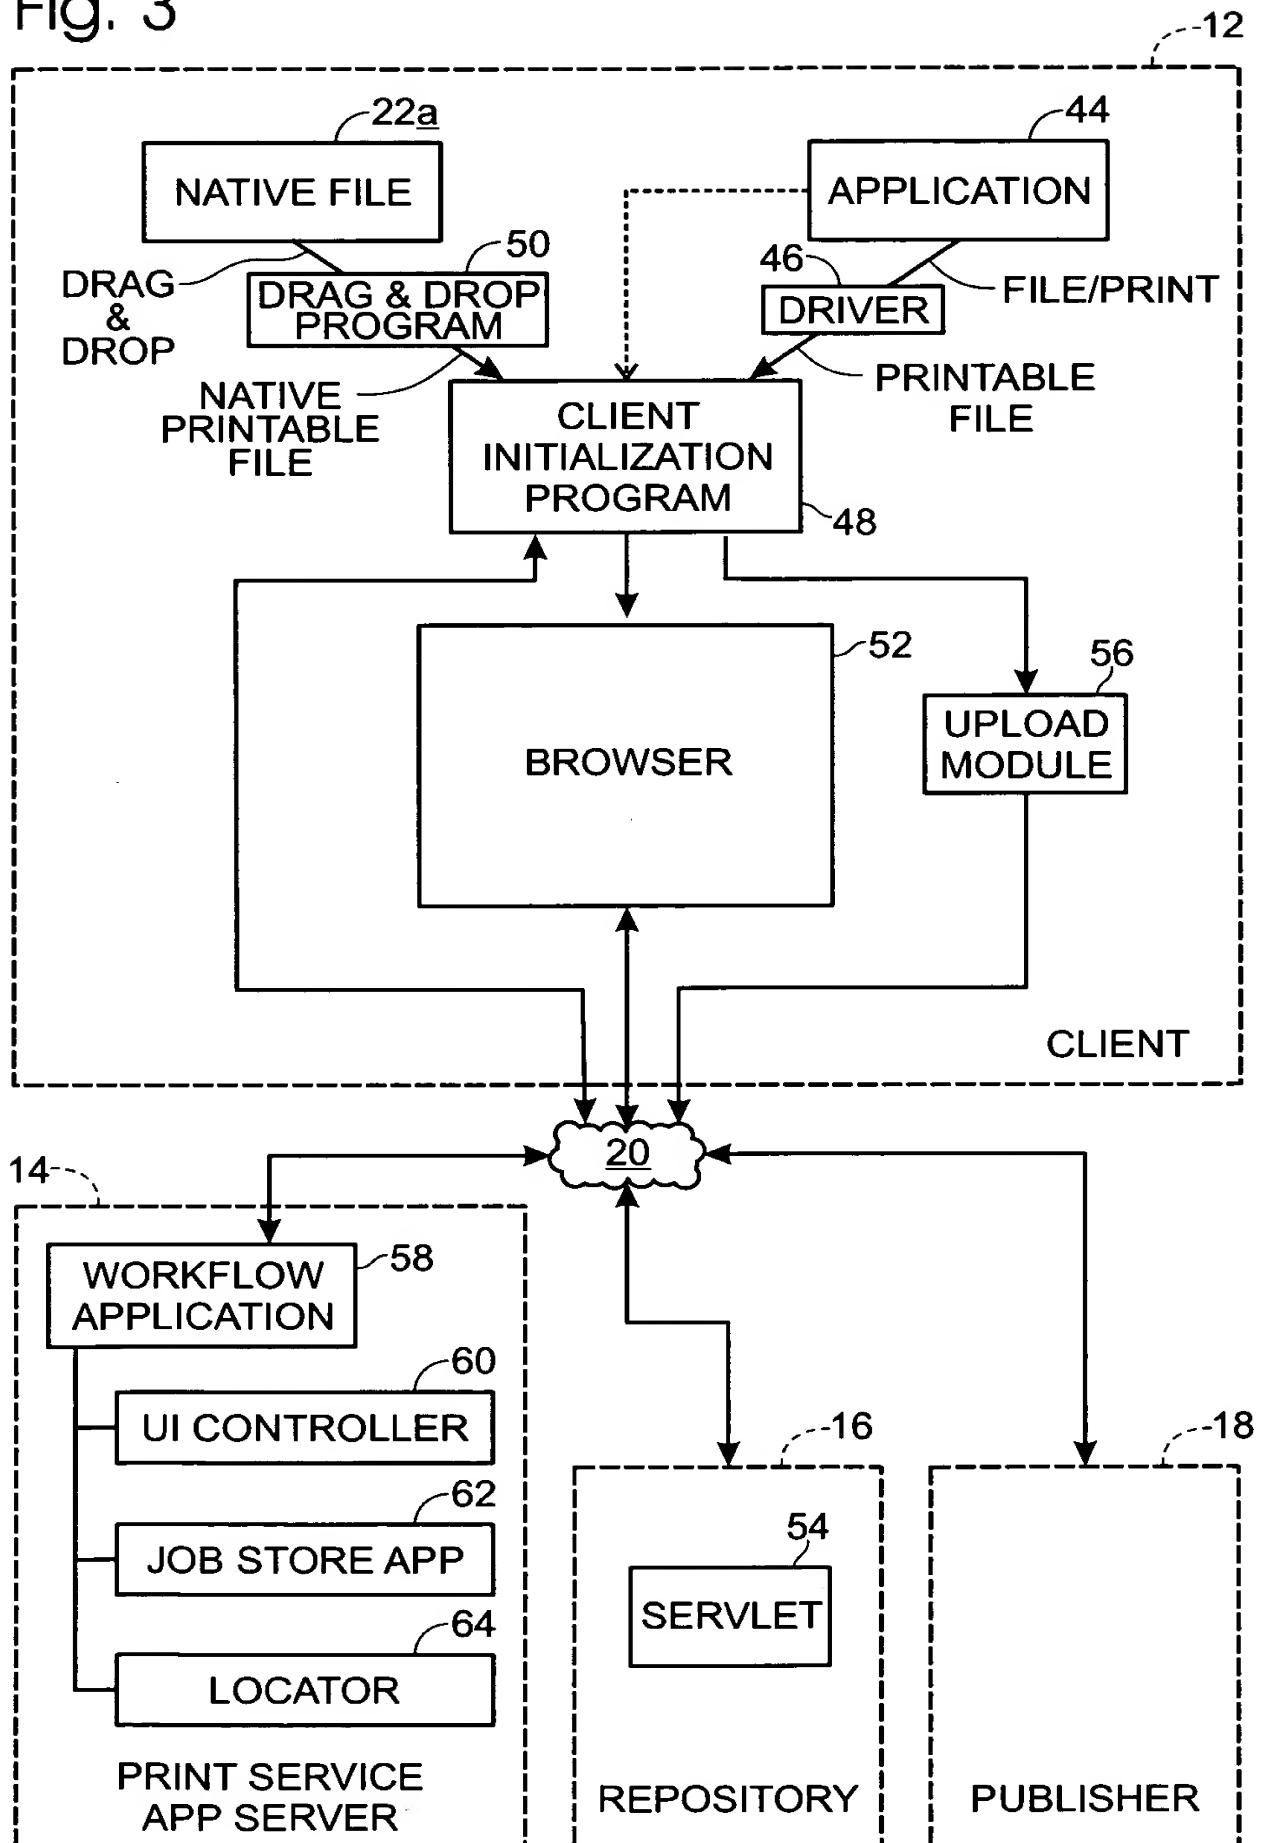 Fig. 3
12
22a
44
NATIVE FILE
APPLICATION
50
46
DRAG
&
DROP
DRAG & DROP
PROGRAM
FILE/PRINT
DRIVER
NATIVE
PRINTABLE
FILE
PRINTABLE
FILE
CLIENT
INITIALIZATION
PROGRAM
48
52
56
UPLOAD
MODULE
BROWSER
CLIENT
20
14
58
WORKFLOW
APPLICATION
60
UI CONTROLLER
16
18
62
JOB STORE APP
54
SERVLET
64
LOCATOR
PRINT SERVICE
APP SERVER
REPOSITORY
PUBLISHER